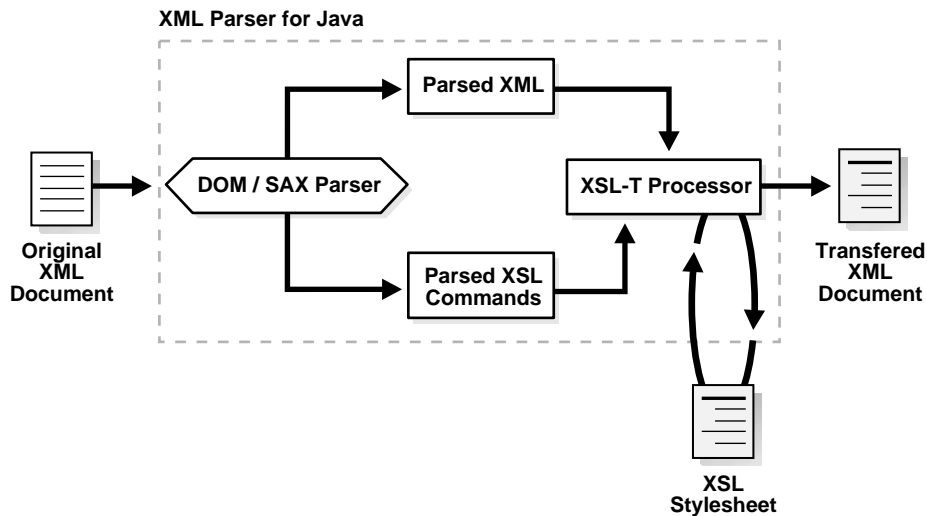 XML Parser for Java
Parsed XML
DOM / SAX Parser
XSL-T Processor
Original
XML
Document
Parsed XSL
Commands
Transfered
XML
Document
XSL
Stylesheet